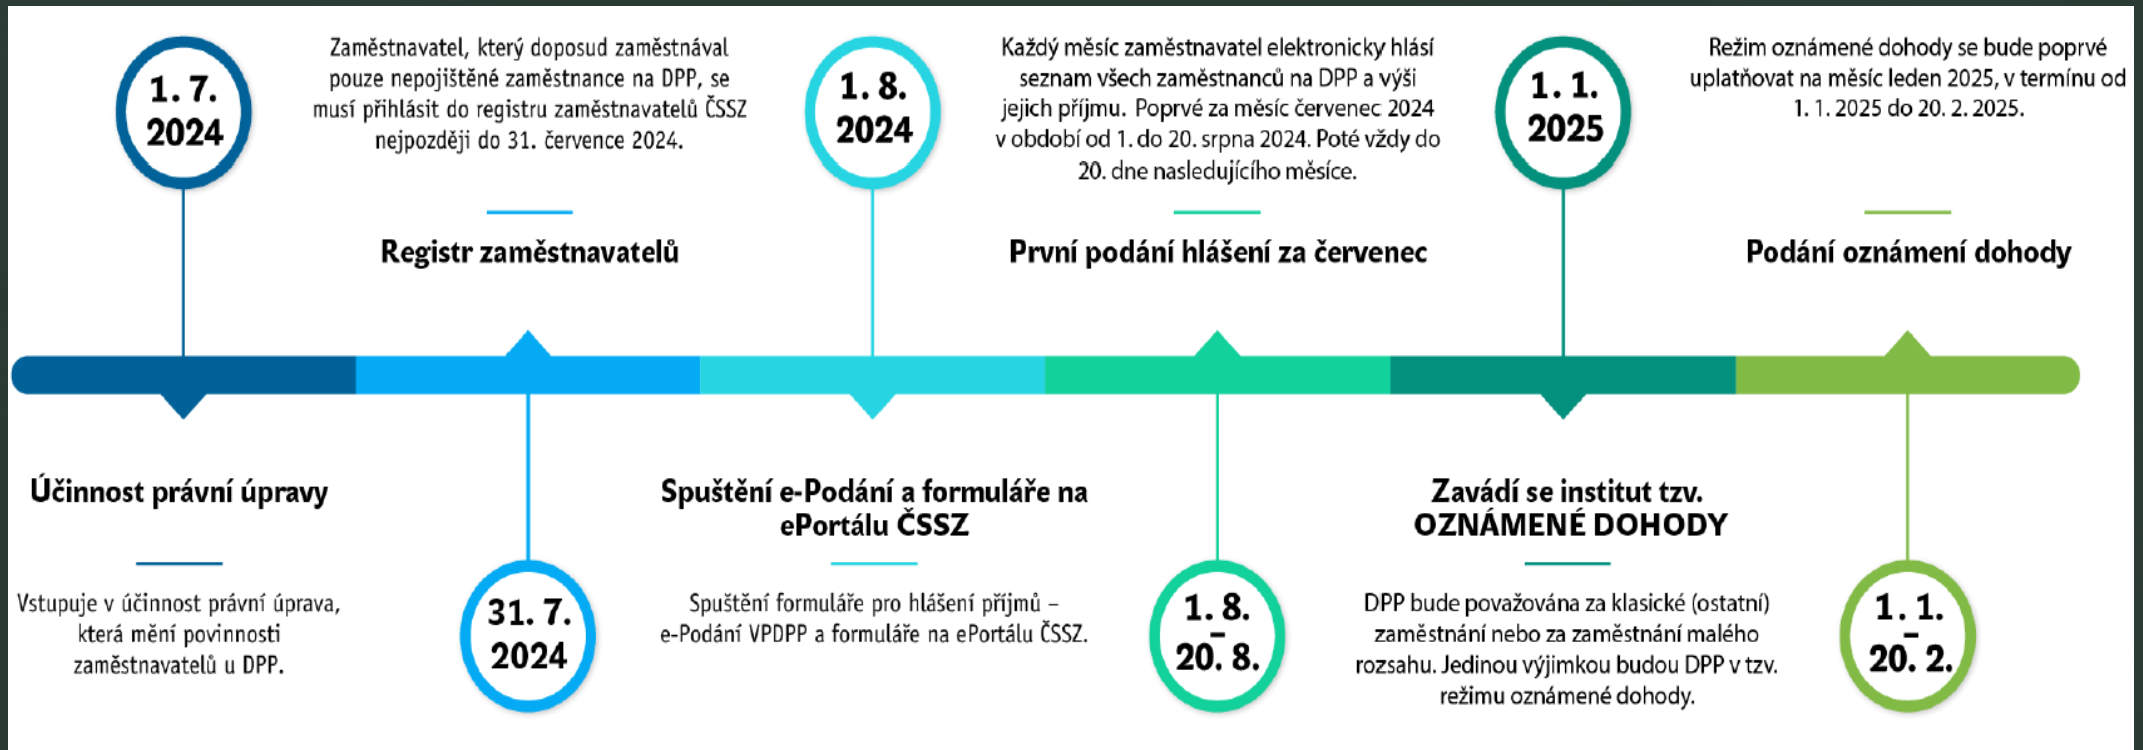 1. 7.
2024
Účinnost právní úpravy
Vstupuje v účinnost právní úprava,
která mění povinnosti
zaměstnavatelů u DPP.
Zaměstnavatel, který doposud zaměstnával
pouze nepojištěné zaměstnance na DPP, se
musí přihlásit do registru zaměstnavatelů ČSSZ
nejpozději do 31. července 2024.
Registr zaměstnavatelů
31. 7.
2024
1. 8.
2024
Spuštění e-Podání a formuláře na
ePortálu ČSSZ
Spuštění formuláře pro hlášení příjmů –
e-Podání VPDPP a formuláře na ePortálu ČSSZ.
Každý měsíc zaměstnavatel elektronicky hlásí
seznam všech zaměstnanců na DPP a výši
jejich příjmu. Poprvé za měsíc červenec 2024
v období od 1. do 20. srpna 2024. Poté vždy do
20. dne nasledujícího měsíce.
První podání hlášení za červenec
1. 8.
–
20. 8.
1. 1.
2025
Zavádí se institut tzv.
OZNÁMENÉ DOHODY
DPP bude považována za klasické (ostatní)
zaměstnání nebo za zaměstnání malého
rozsahu. Jedinou výjimkou budou DPP v tzv.
režimu oznámené dohody.
Režim oznámené dohody se bude poprvé
uplatňovat na měsíc leden 2025, v termínu od
1. 1. 2025 do 20. 2. 2025.
Podání oznámení dohody
1. 1.
–
20. 2.